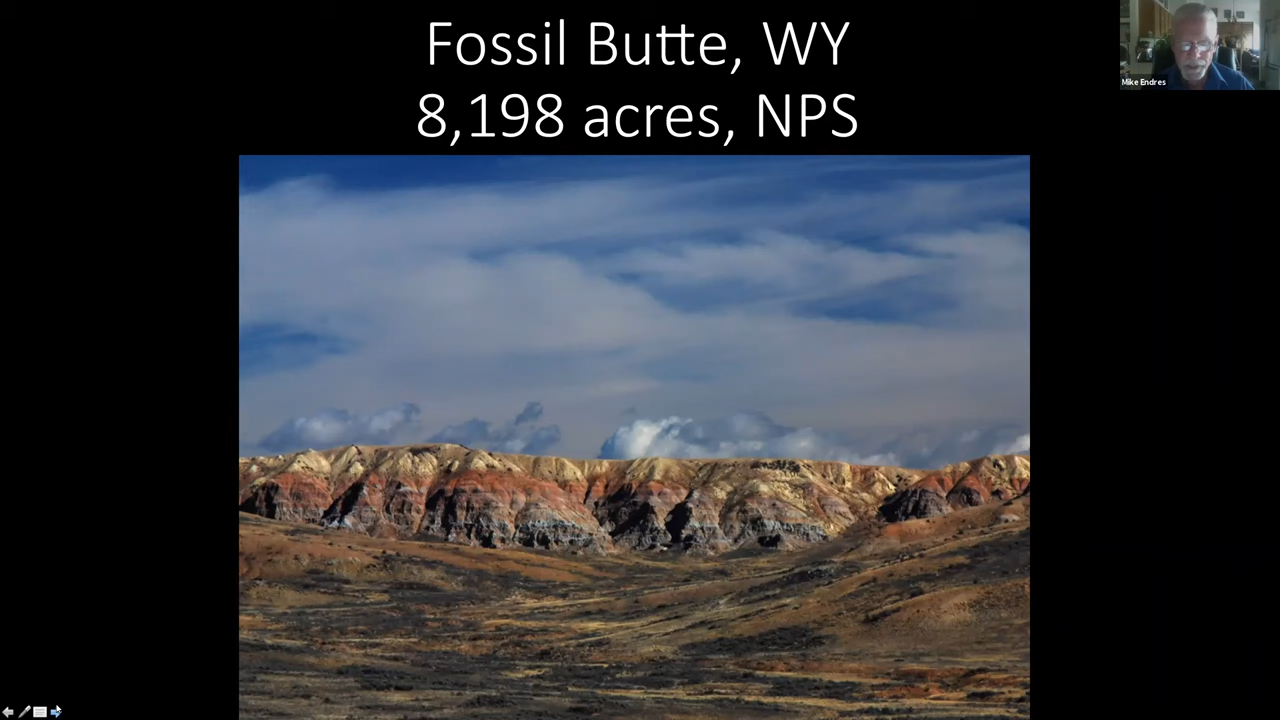 Fossil Butte, WY
8,198 acres, NPS
Mike Endres